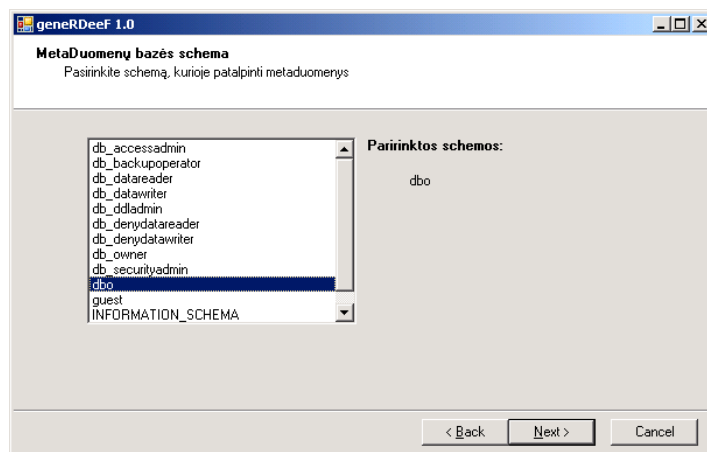 geneRDeeF 1.0
MetaDuomenų bazės schema
Pasirinkite schemą, kurioje patalpinti metaduomenys
db_accessadmin
db_backupoperator
db_datareader
db_datawriter
db_ddladmin
db_denydatareader
db_denydatawriter
db_owner
db_securityadmin
dbo
guest
INFORMATION_SCHEMA
Paririnktos schemos:
dbo
< Back
Next >
Cancel